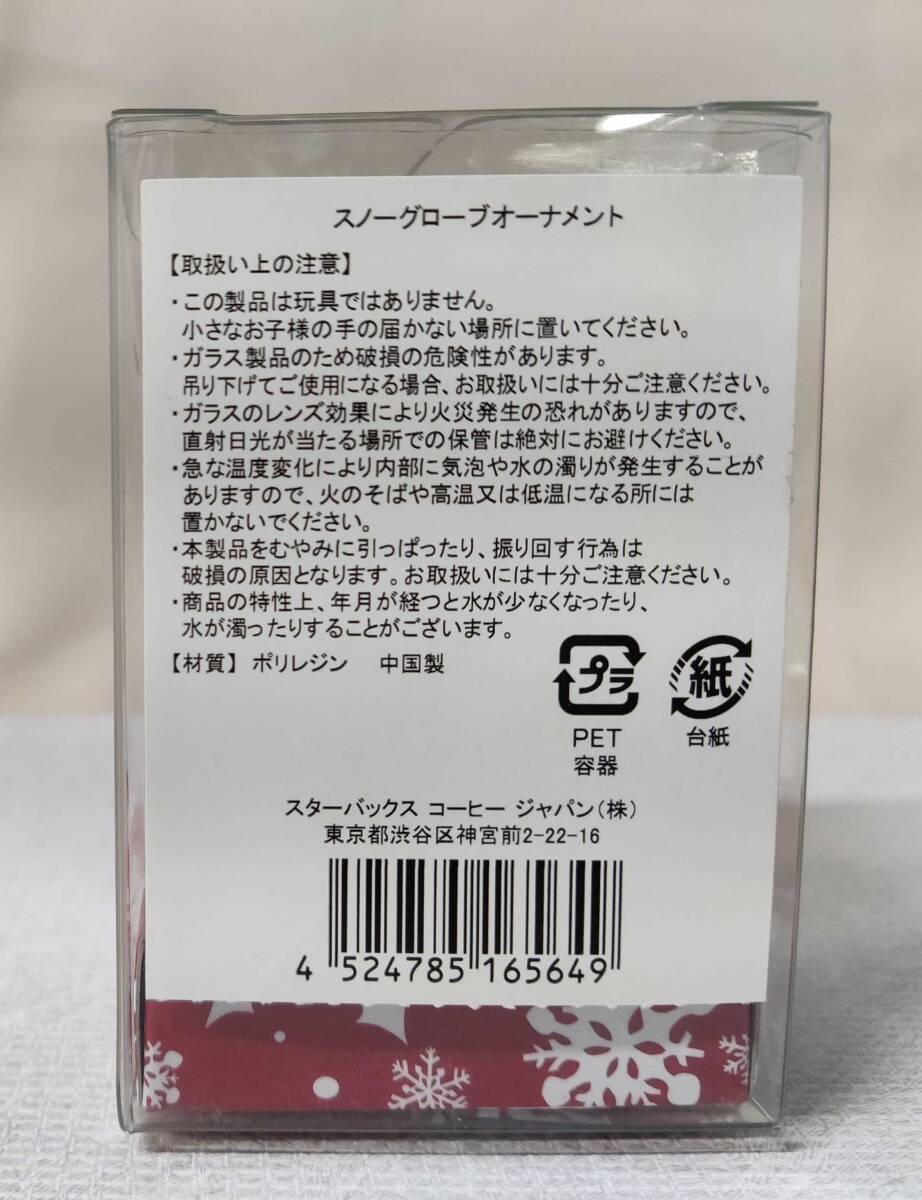 スノーグローブオーナメント
【取扱い上の注意】
・この製品は玩具ではありません。
小さなお子様の手の届かない場所に置いてください。
・ガラス製品のため破損の危険性があります。
吊り下げてご使用になる場合、お取扱いには十分ご注意ください。
・ガラスのレンズ効果により火災発生の恐れがありますので、
直射日光が当たる場所での保管は絶対にお避けください。
・急な温度変化により内部に気泡や水の濁りが発生することが
ありますので、火のそばや高温又は低温になる所には
置かないでください。
・本製品をむやみに引っぱったり、振り回す行為は
破損の原因となります。お取扱いには十分ご注意ください。
・商品の特性上、年月が経つと水が少なくなったり、
水が濁ったりすることがございます。
【材質】 ポリレジン 中国製
プラ 紙
PET 台紙
容器
スターバックス コーヒー ジャパン（株）
東京都渋谷区神宮前2-22-16
4 524785 165649